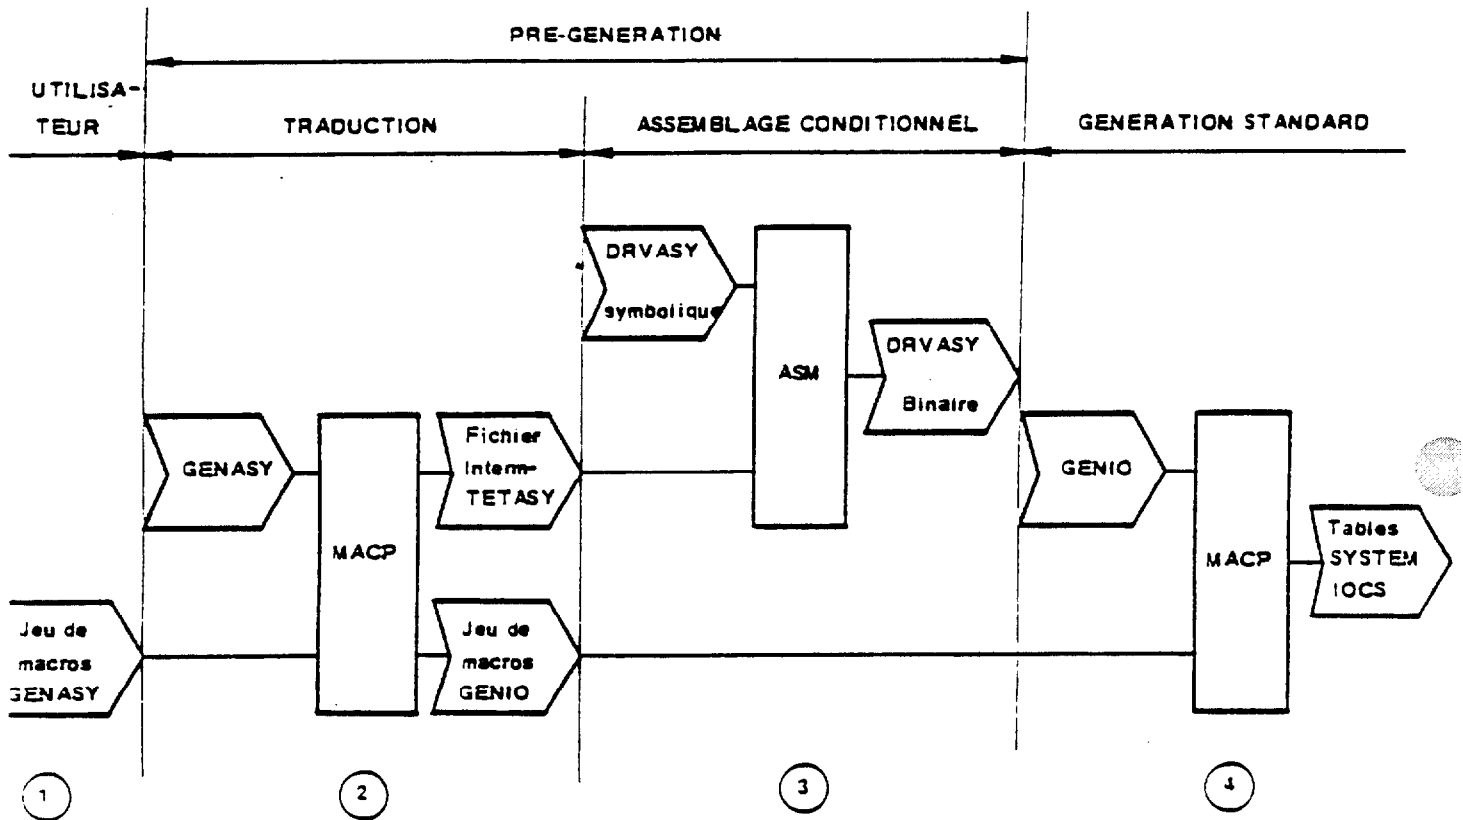 PRE-GENERATION
UTILISA-
TEUR
TRADUCTION
ASSEMBLAGE CONDITIONNEL
GENERATION STANDARD
DRVASY
symbolique
ASM
DRVASY
Binaire
GENASY
MACP
Fichier
Interm-
TETASY
GENIO
MACP
Tables
SYSTEM
IOCS
Jeu de
macros
GENASY
Jeu de
macros
GENIO
1
2
3
4